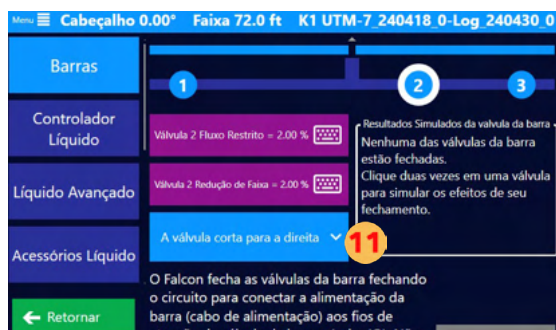 Menu Cabeçalho 0.00° Faixa 72.0 ft K1 UTM-7_240418_0-Log_240430_0
Barras
Controlador
Líquido
Líquido Avançado
Acessórios Líquido
Retornar
1
2
3
Válvula 2 Fluxo Restrito = 2.00 %
Válvula 2 Redução de Faixa = 2.00 %
A válvula corta para a direita
11
Resultados Simulados da valvula da barra
Nenhuma das válvulas da barra
estão fechadas.
Clique duas vezes em uma válvula
para simular os efeitos de seu
fechamento.
O Falcon fecha as válvulas da barra fechando
o circuito para conectar a alimentação da
barra (cabo de alimentação) aos fios de